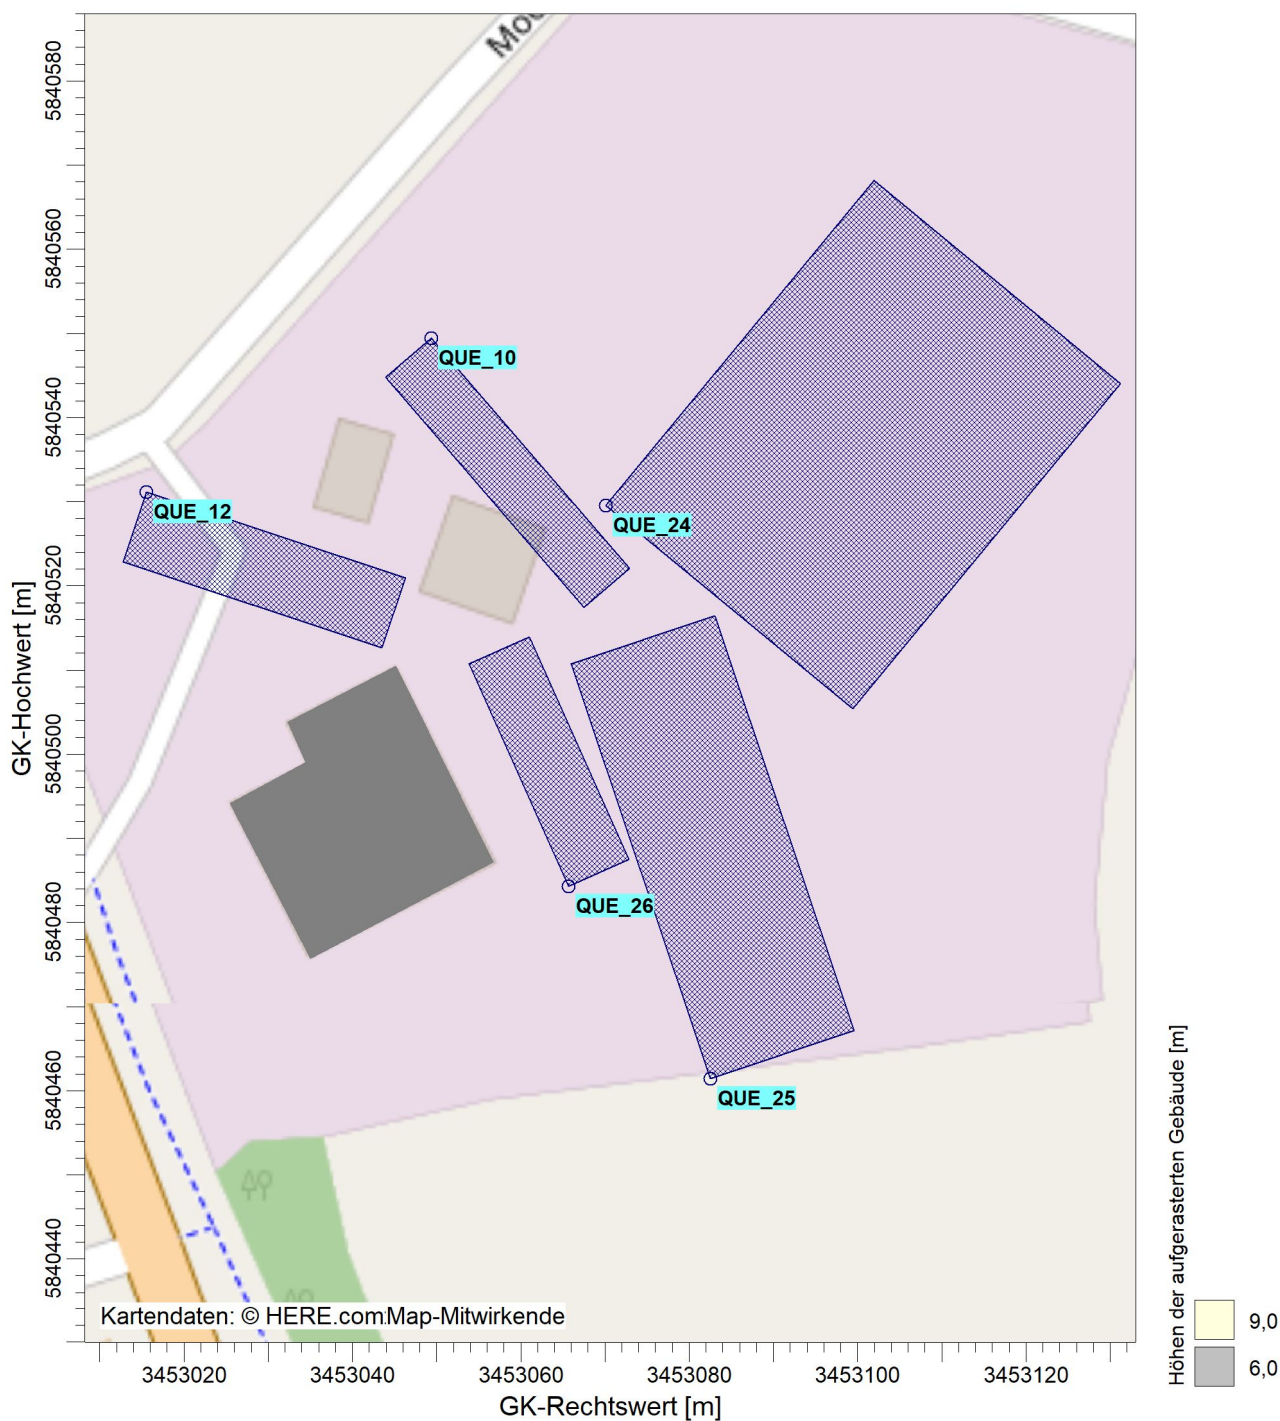 Moo
5840580
5840560
5840540
5840520
5840500
5840480
5840460
5840440
GK-Hochwert [m]
QUE_10
QUE_12
QUE_24
QUE_26
QUE_25
Kartendaten: © HERE.com:Map-Mitwirkende
3453020 3453040 3453060 3453080 3453100 3453120
GK-Rechtswert [m]
Höhen der aufgerasterten Gebäude [m]
9,0
6,0